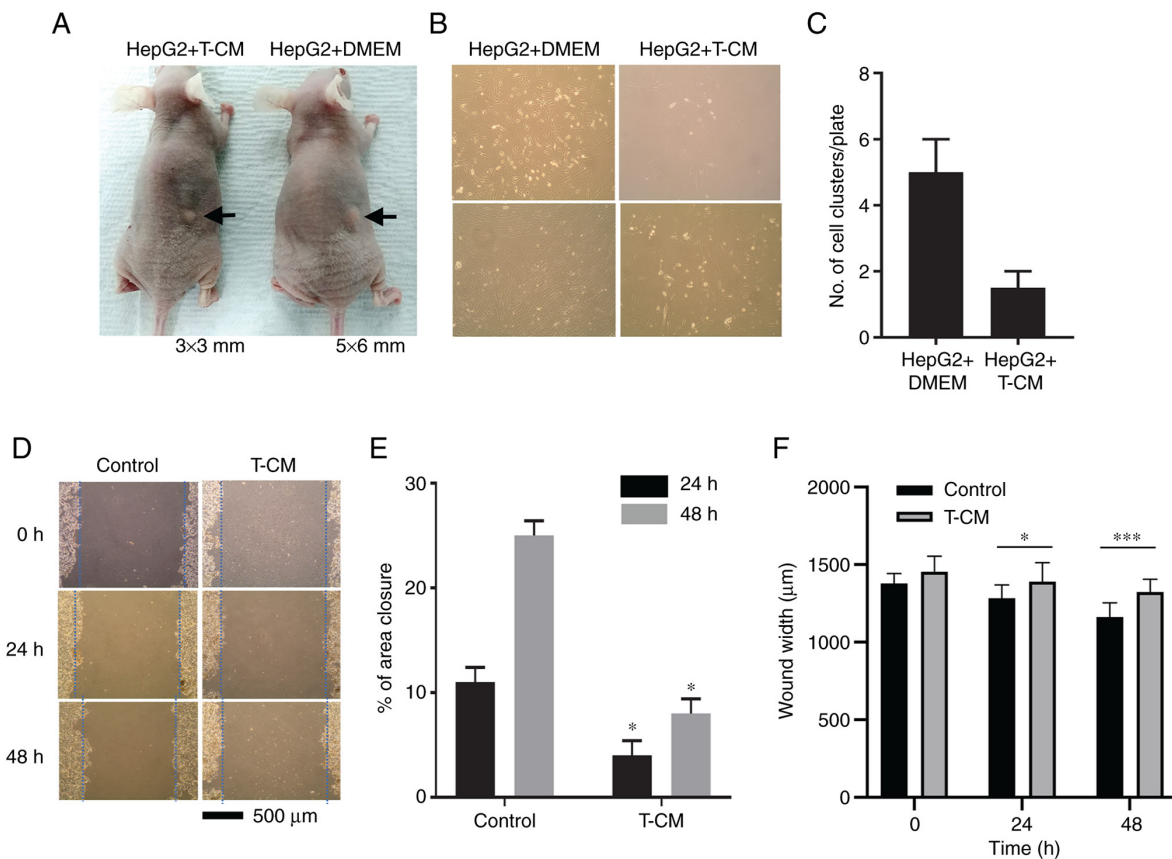 A
HepG2+T-CM HepG2+DMEM
3×3 mm 5×6 mm
B
HepG2+DMEM HepG2+T-CM
C
No. of cell clusters/plate
8
6
4
2
0
HepG2+
DMEM
HepG2+
T-CM
D
Control T-CM
0 h
24 h
48 h
500 μm
E
% of area closure
30
20
10
0
24 h
48 h
*
*
Control T-CM
F
Wound width (μm)
2000
1500
1000
500
0
Control
T-CM
*
***
0 24 48
Time (h)